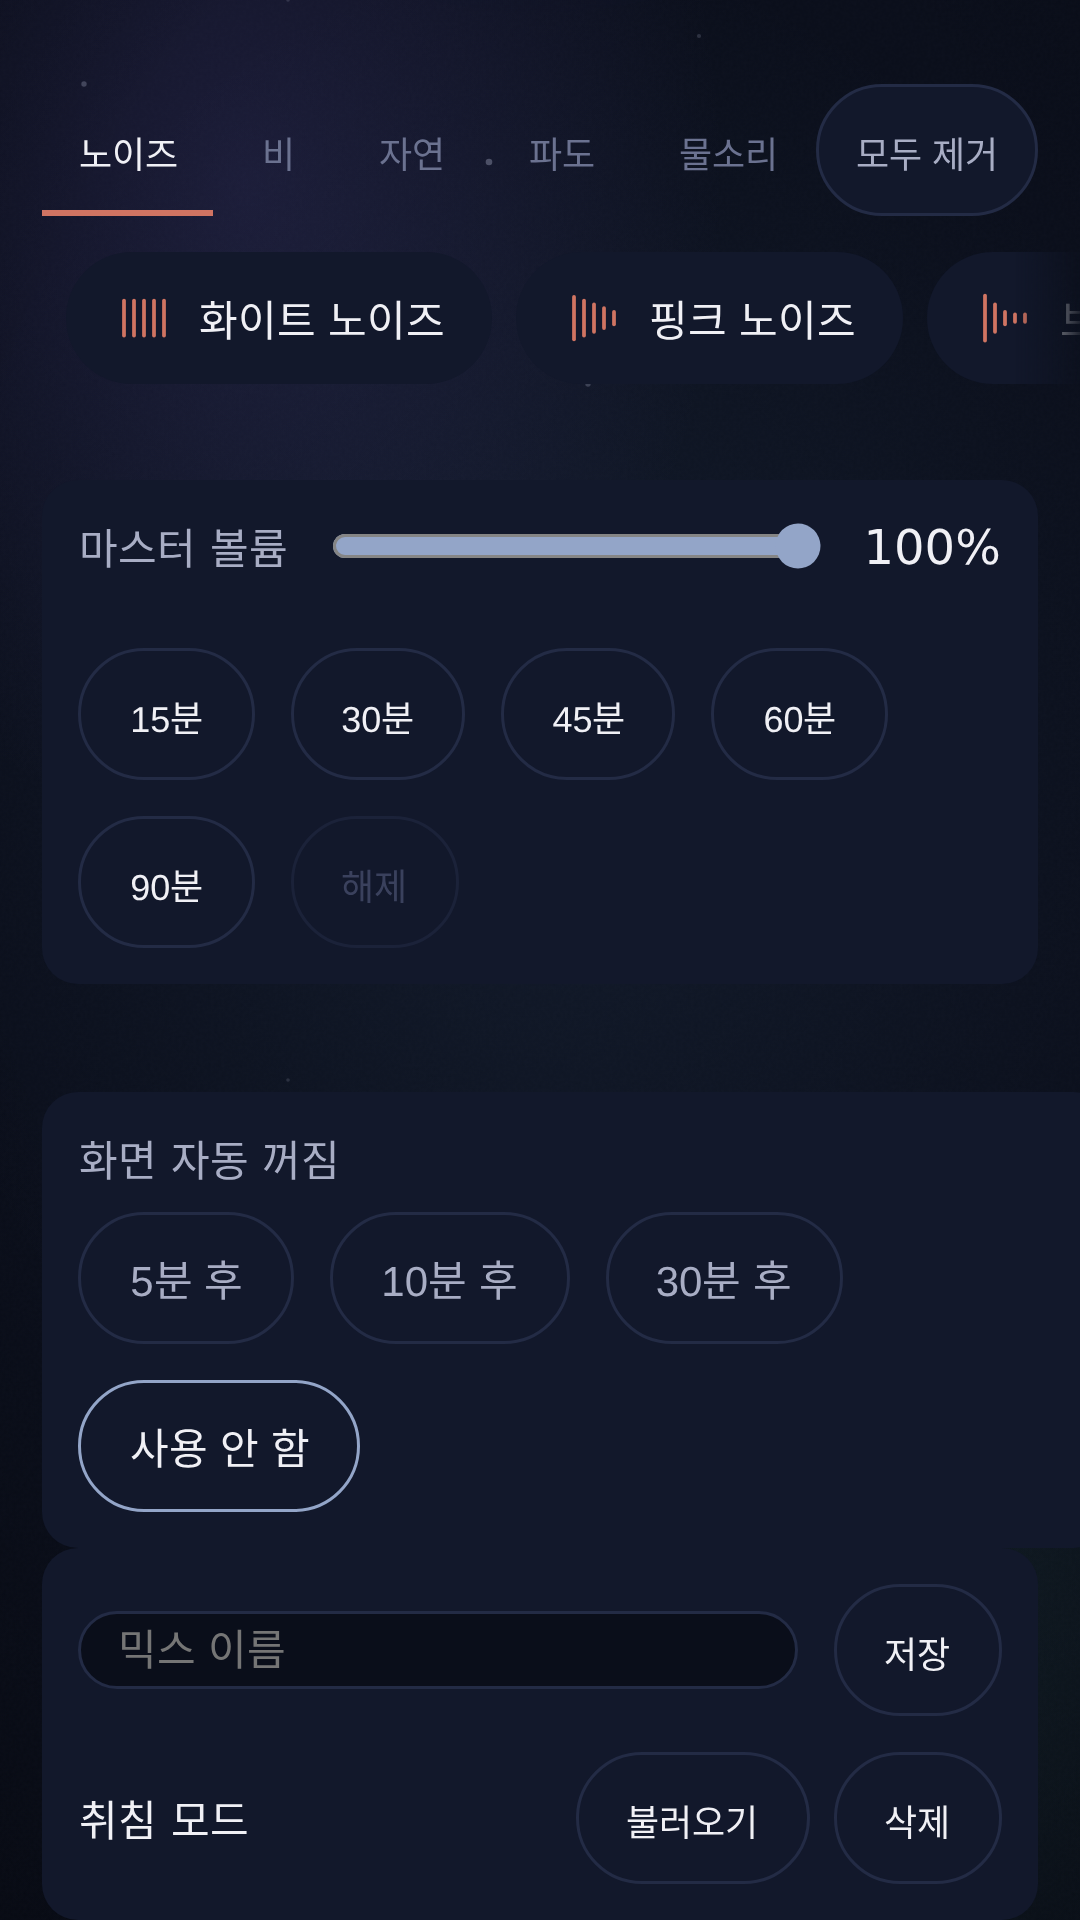 노이즈 비 자연 파도 물소리 모두 제거
화이트 노이즈 핑크 노이즈
마스터 볼륨 100%
15분 30분 45분 60분
90분 해제
화면 자동 꺼짐
5분 후 10분 후 30분 후
사용 안 함
믹스 이름 저장
취침 모드 불러오기 삭제